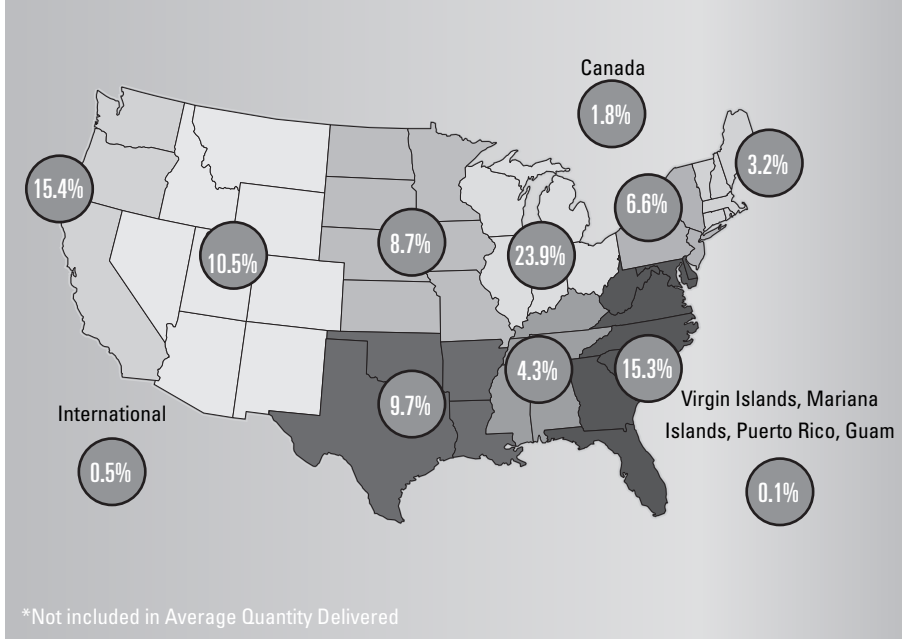 Canada
1.8%
3.2%
15.4%
6.6%
8.7%
10.5%
23.9%
4.3%
15.3%
9.7%
Virgin Islands, Mariana
Islands, Puerto Rico, Guam
International
0.5%
0.1%
*Not included in Average Quantity Delivered